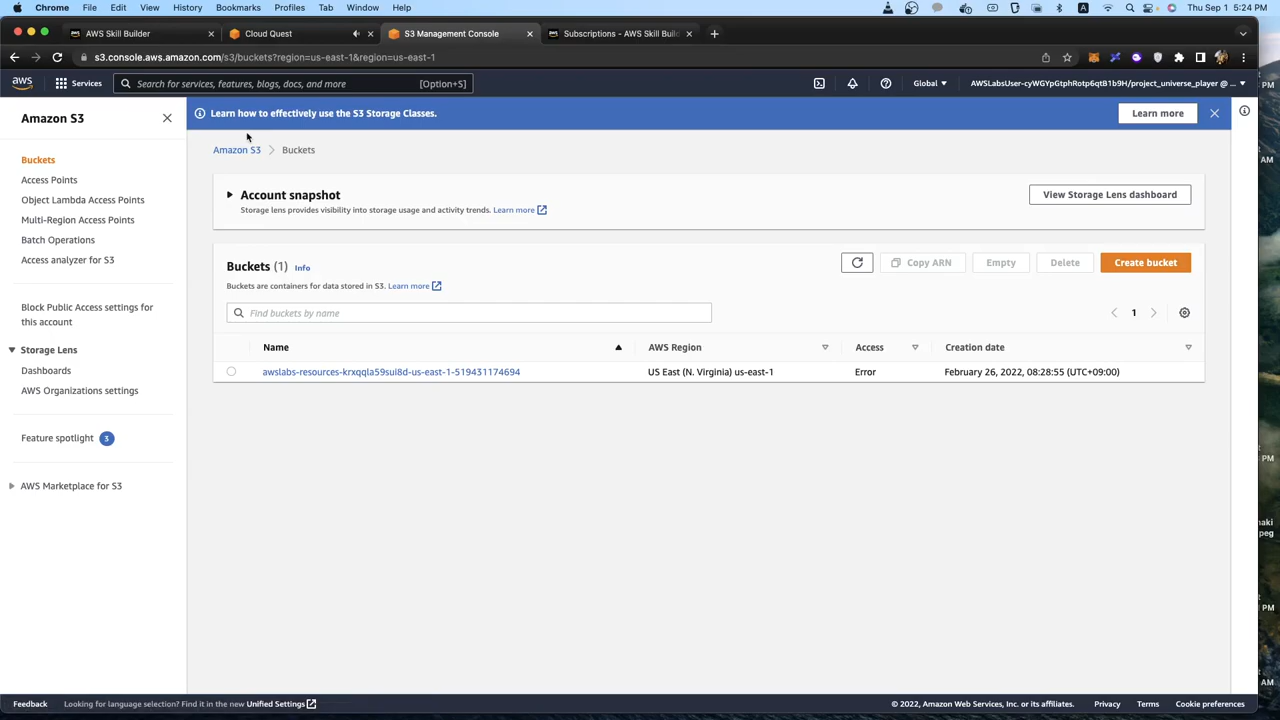 Chrome File Edit View History Bookmarks Profiles Tab Window Help
A
Thu Sep 1 5:24 PM
AWS Skill Builder
Cloud Quest
S3 Management Console
Subscriptions - AWS Skill Buil
s3.console.aws.amazon.com/s3/buckets?region=us-east-1&region=us-east-1
aws
Services
Search for services, features, blogs, docs, and more
[Option+S]
Global
AWSLabsUser-cyWGYpGtphRotp6qtB1b9H/project_universe_player @ ...
Amazon S3
Buckets
Access Points
Object Lambda Access Points
Multi-Region Access Points
Batch Operations
Access analyzer for S3
Block Public Access settings for
this account
Storage Lens
Dashboards
AWS Organizations settings
Feature spotlight 3
AWS Marketplace for S3
Learn how to effectively use the S3 Storage Classes.
Learn more
Amazon S3 > Buckets
Account snapshot
Storage lens provides visibility into storage usage and activity trends. Learn more
View Storage Lens dashboard
Buckets (1) Info
Buckets are containers for data stored in S3. Learn more
Copy ARN
Empty
Delete
Create bucket
Find buckets by name
1
Name
AWS Region
Access
Creation date
awslabs-resources-krxqqla59sui8d-us-east-1-519431174694
US East (N. Virginia) us-east-1
Error
February 26, 2022, 08:28:55 (UTC+09:00)
Feedback
Looking for language selection? Find it in the new Unified Settings
© 2022, Amazon Web Services, Inc. or its affiliates.
Privacy
Terms
Cookie preferences